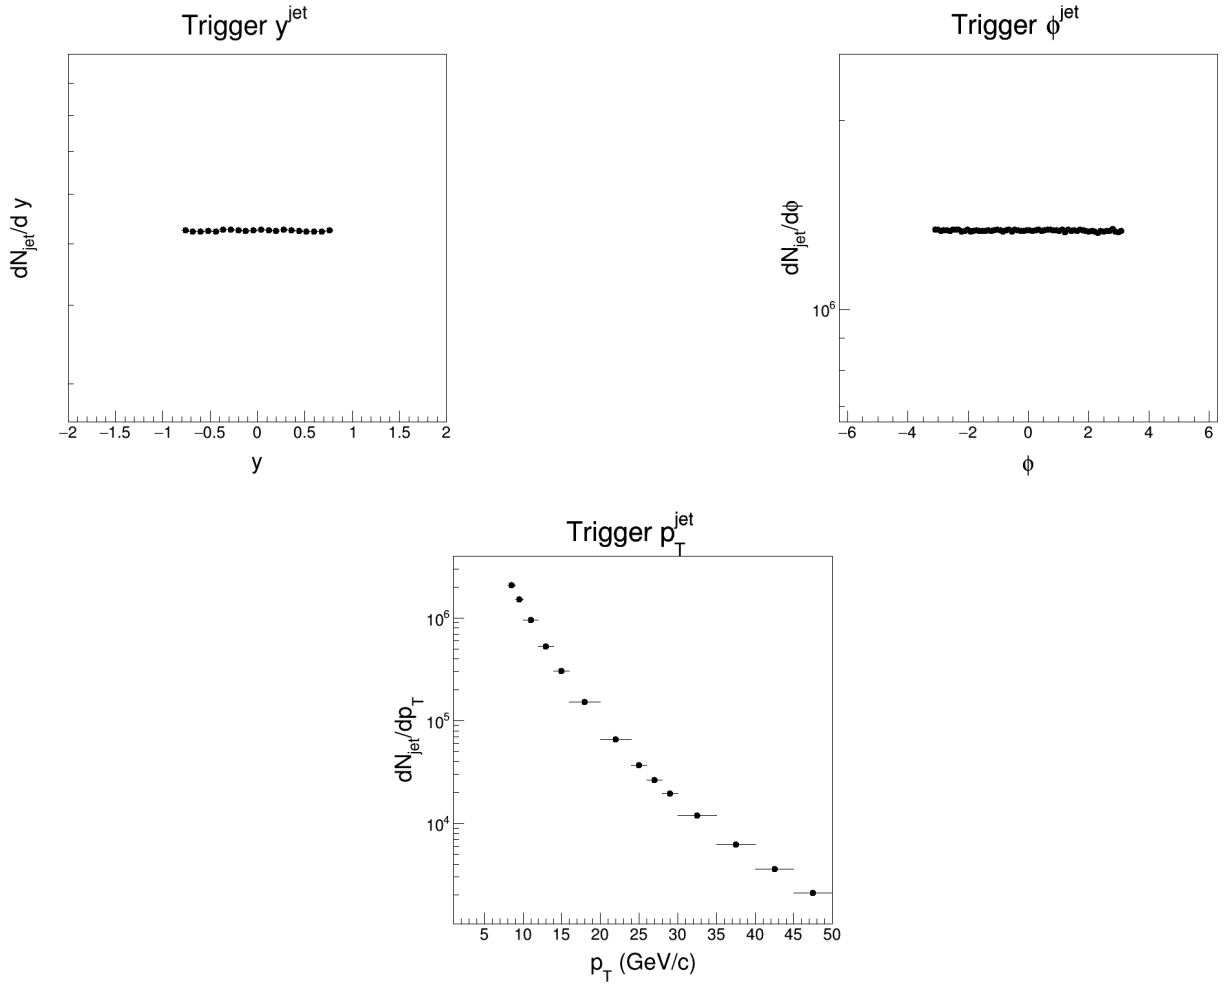 Trigger y^jet
dN_jet/d y
−2 −1.5 −1 −0.5 0 0.5 1 1.5 2
y
Trigger ϕ^jet
dN_jet/dϕ
10^6
−6 −4 −2 0 2 4 6
ϕ
Trigger p_T^jet
dN_jet/dp_T
10^6
10^5
10^4
5 10 15 20 25 30 35 40 45 50
p_T (GeV/c)